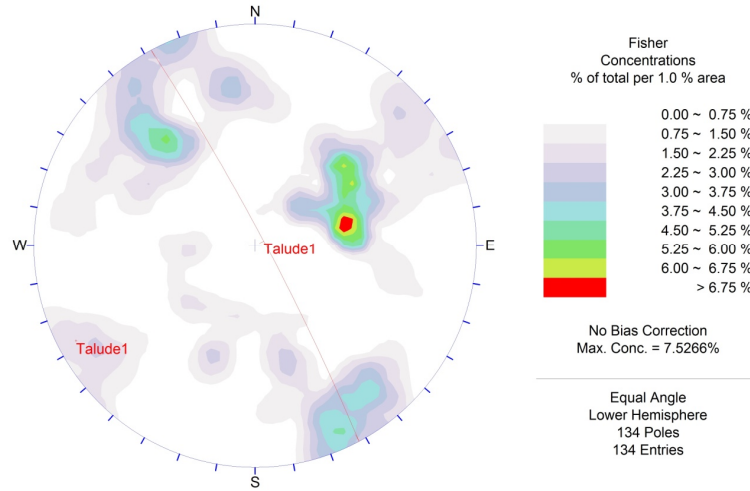 N
W
E
S
Talude1
Talude1
Fisher
Concentrations
% of total per 1.0 % area
0.00 ~ 0.75 %
0.75 ~ 1.50 %
1.50 ~ 2.25 %
2.25 ~ 3.00 %
3.00 ~ 3.75 %
3.75 ~ 4.50 %
4.50 ~ 5.25 %
5.25 ~ 6.00 %
6.00 ~ 6.75 %
> 6.75 %
No Bias Correction
Max. Conc. = 7.5266%
Equal Angle
Lower Hemisphere
134 Poles
134 Entries